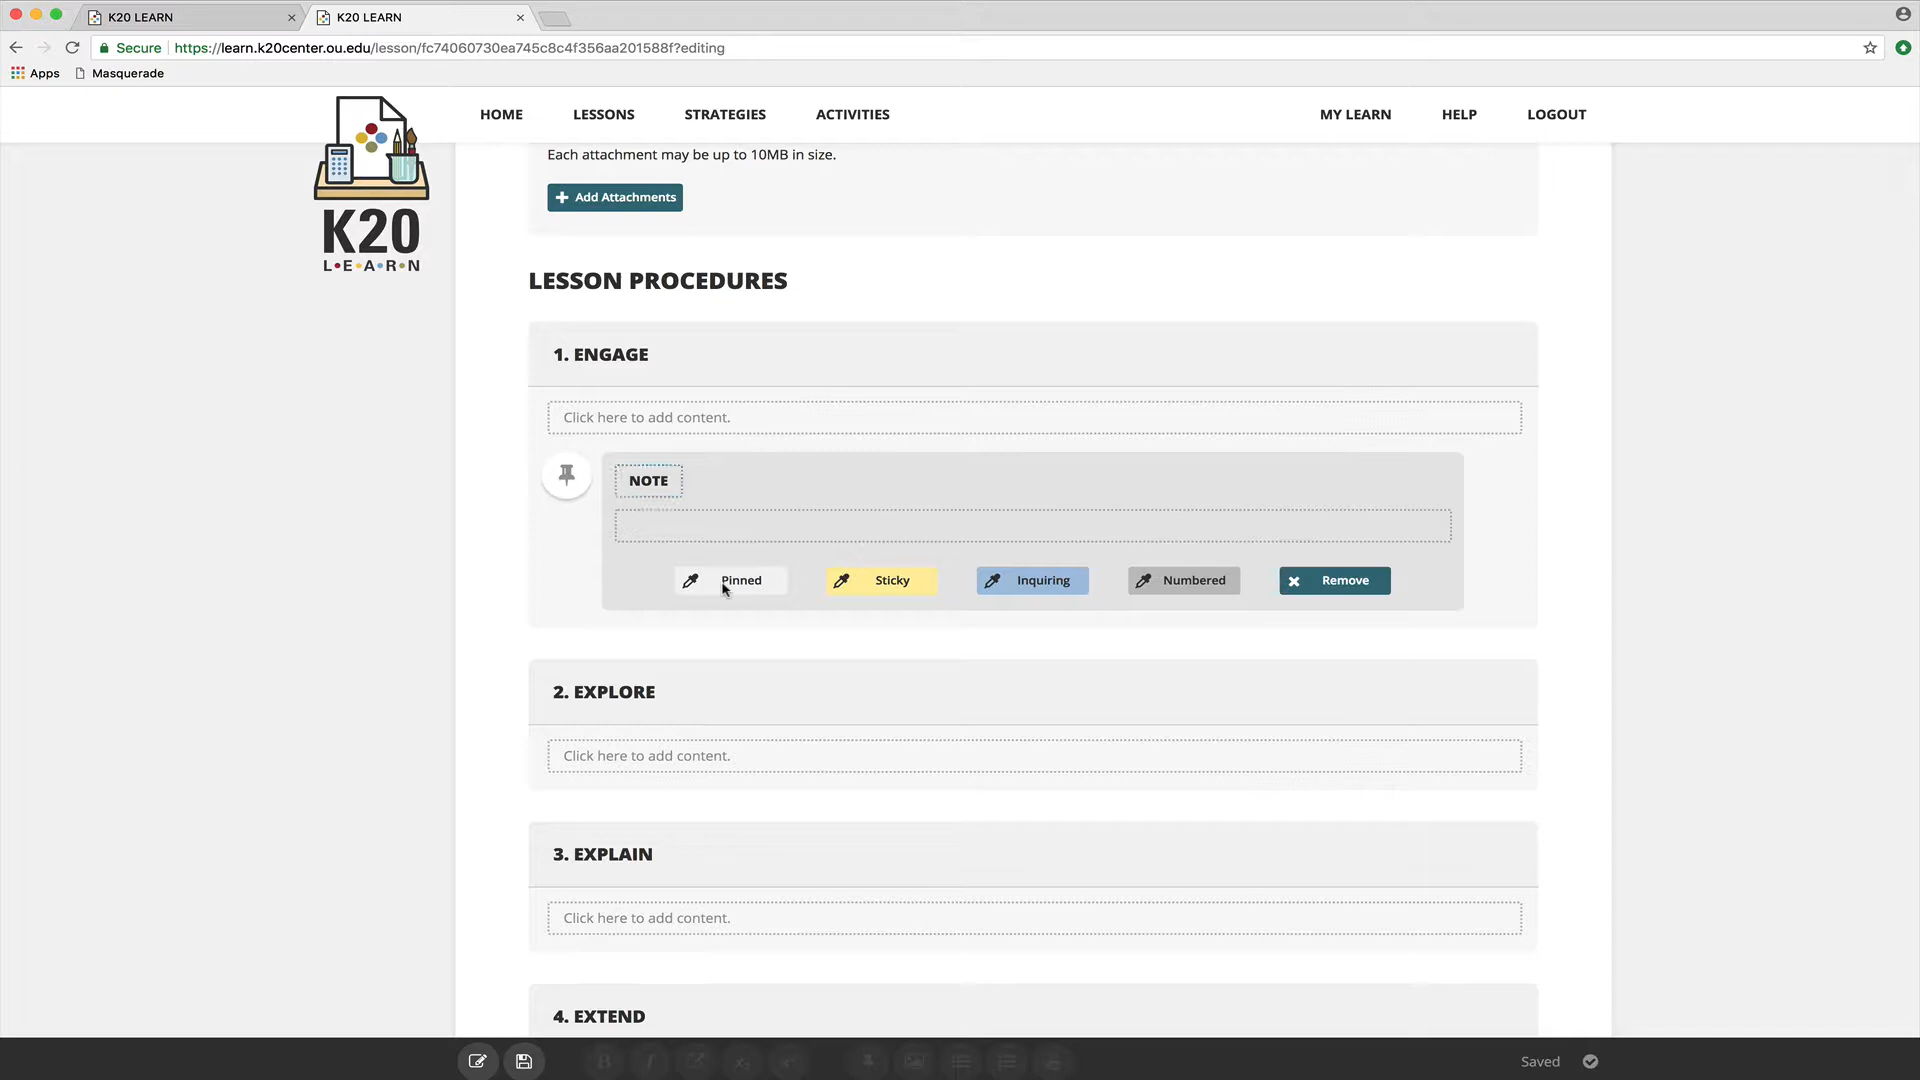 K20 LEARN
K20 LEARN
Secure https://learn.k20center.ou.edu/lesson/fc74060730ea745c8c4f356aa201588f?editing
Apps Masquerade
HOME LESSONS STRATEGIES ACTIVITIES MY LEARN HELP LOGOUT
K20
L•E•A•R•N
Each attachment may be up to 10MB in size.
Add Attachments
LESSON PROCEDURES
1. ENGAGE
Click here to add content.
NOTE
Pinned Sticky Inquiring Numbered Remove
2. EXPLORE
Click here to add content.
3. EXPLAIN
Click here to add content.
4. EXTEND
B I x₂
Saved